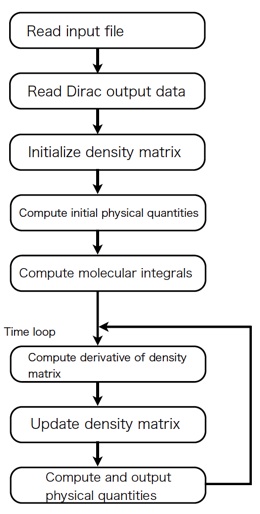 Read input file
Read Dirac output data
Initialize density matrix
Compute initial physical quantities
Compute molecular integrals
Time loop
Compute derivative of density
matrix
Update density matrix
Compute and output
physical quantities